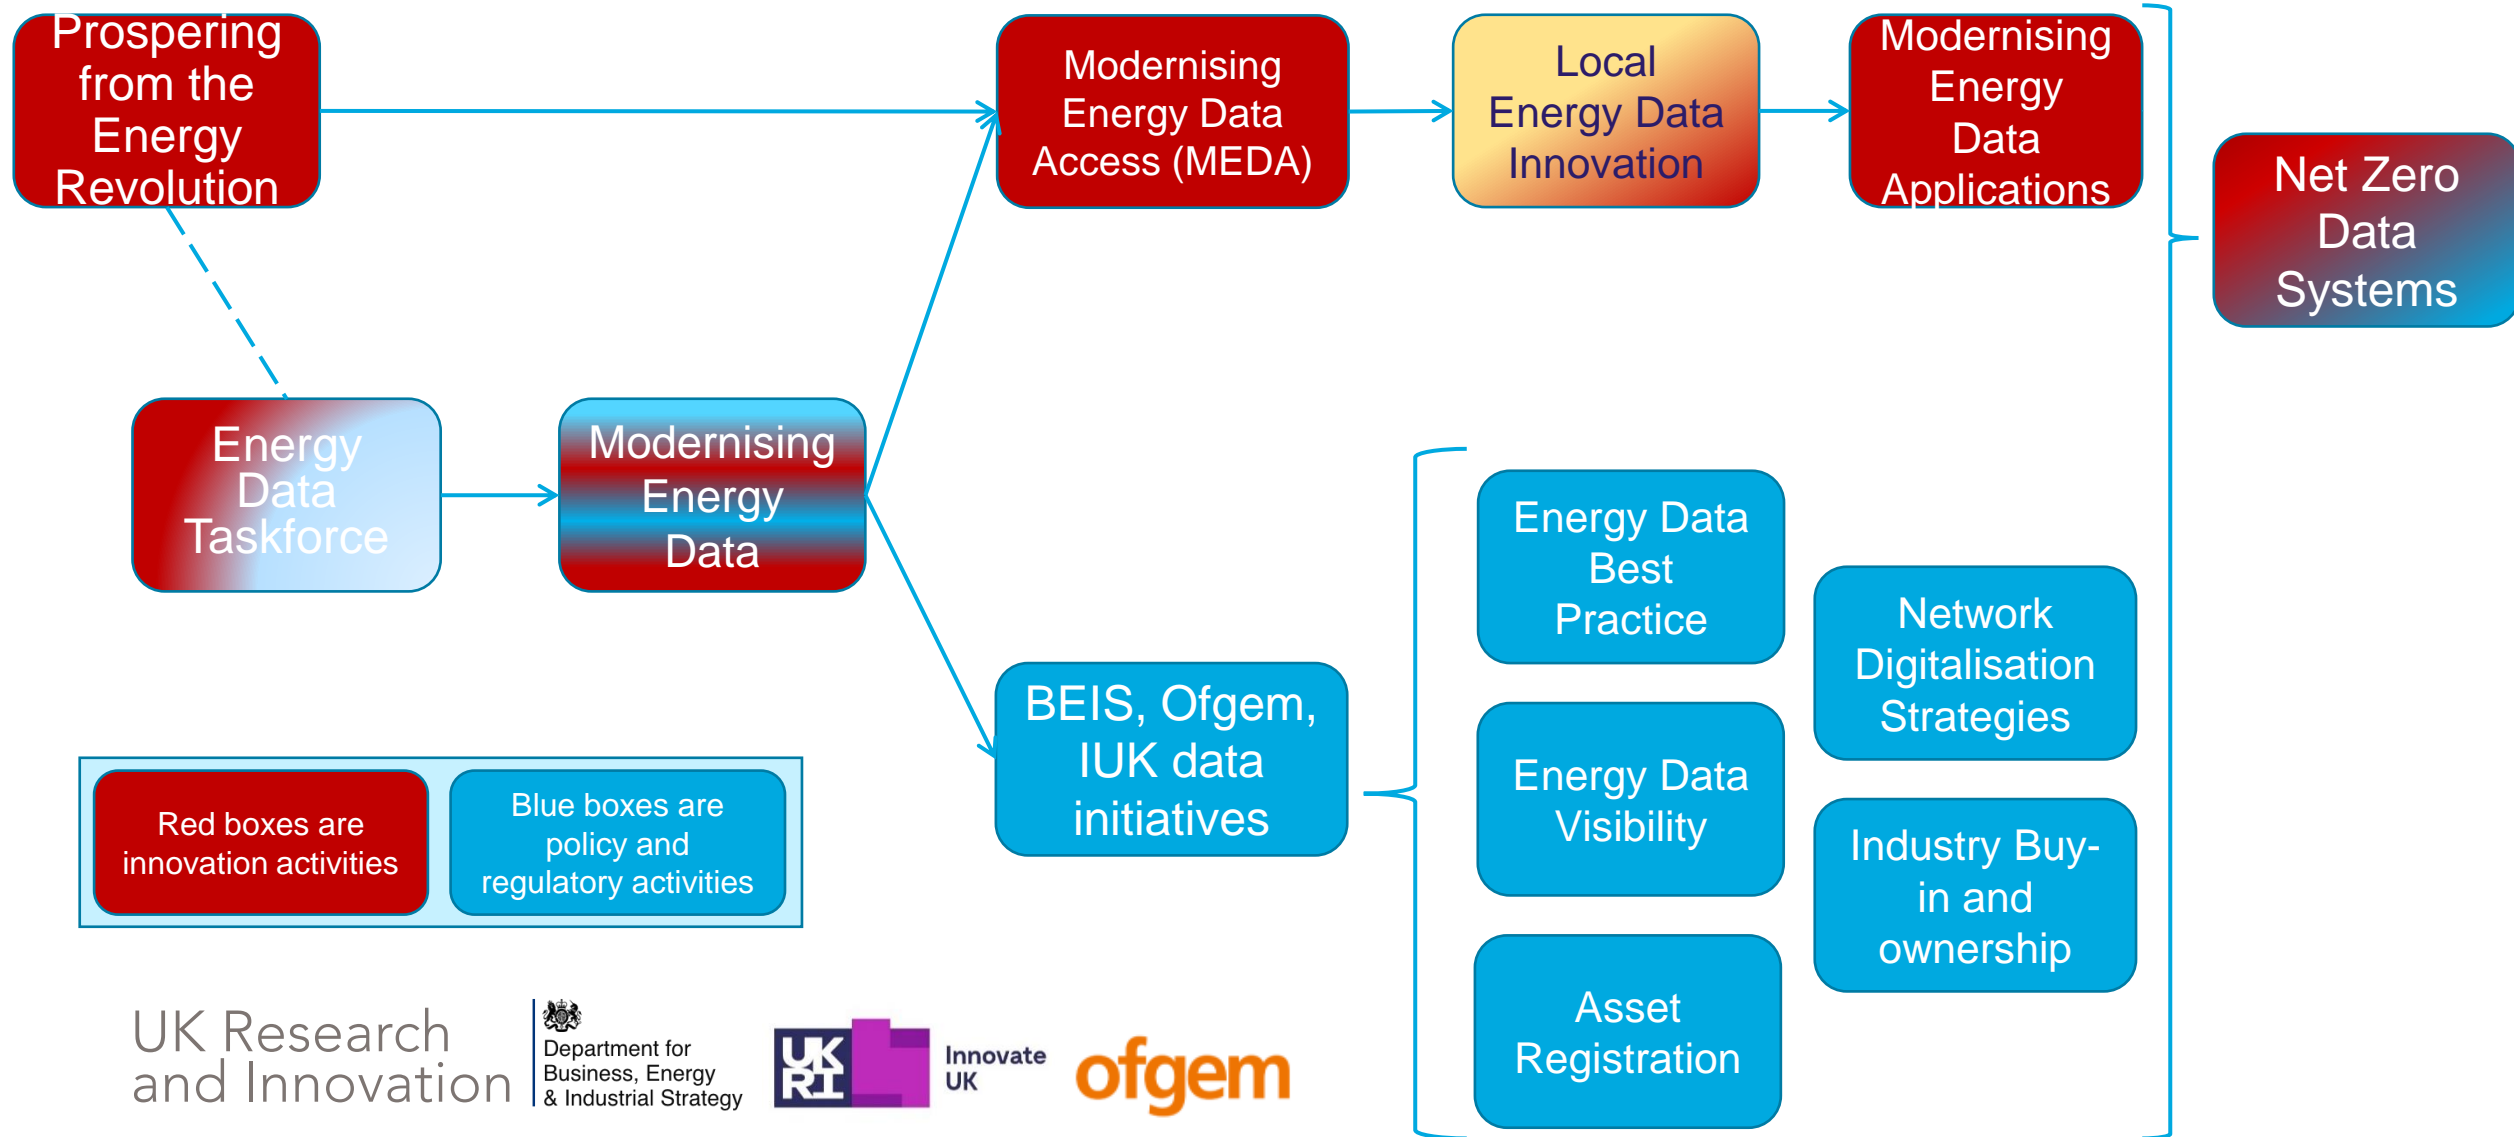 Prospering
from the
Energy
Revolution
Modernising
Energy Data
Access (MEDA)
Local
Energy Data
Innovation
Modernising
Energy
Data
Applications
Net Zero
Data
Systems
Energy
Data
Taskforce
Modernising
Energy
Data
BEIS, Ofgem,
IUK data
initiatives
Energy Data
Best
Practice
Network
Digitalisation
Strategies
Energy Data
Visibility
Industry Buy-
in and
ownership
Asset
Registration
Red boxes are
innovation activities
Blue boxes are
policy and
regulatory activities
UK Research
and Innovation
Department for
Business, Energy
& Industrial Strategy
UK
RI
Innovate
UK
ofgem